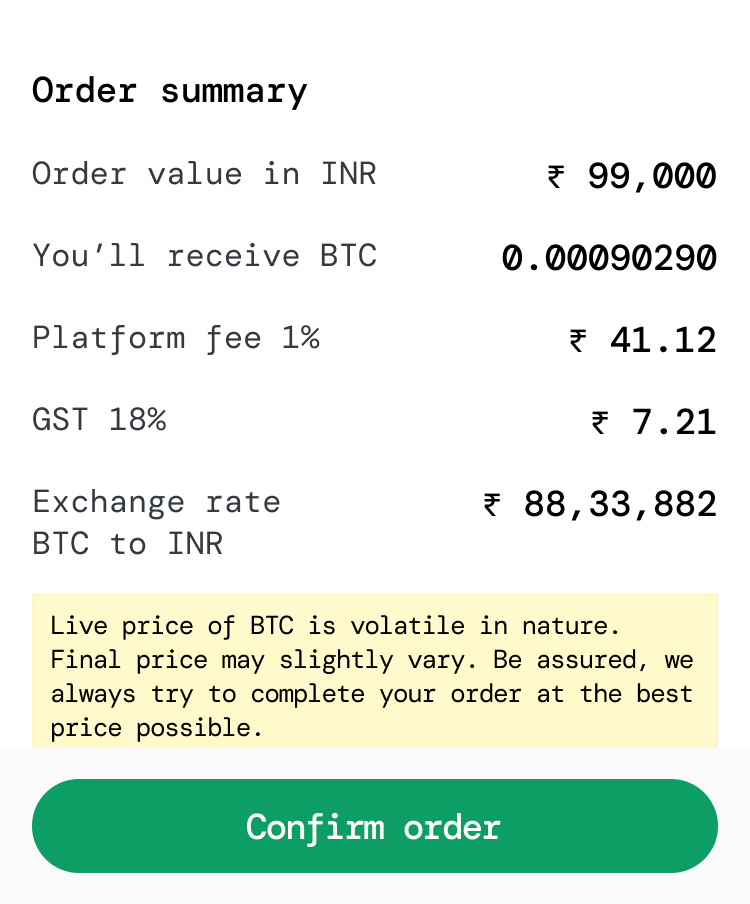 Order summary
Order value in INR ₹ 99,000
You’ll receive BTC 0.00090290
Platform fee 1% ₹ 41.12
GST 18% ₹ 7.21
Exchange rate ₹ 88,33,882
BTC to INR
Live price of BTC is volatile in nature.
Final price may slightly vary. Be assured, we
always try to complete your order at the best
price possible.
Confirm order